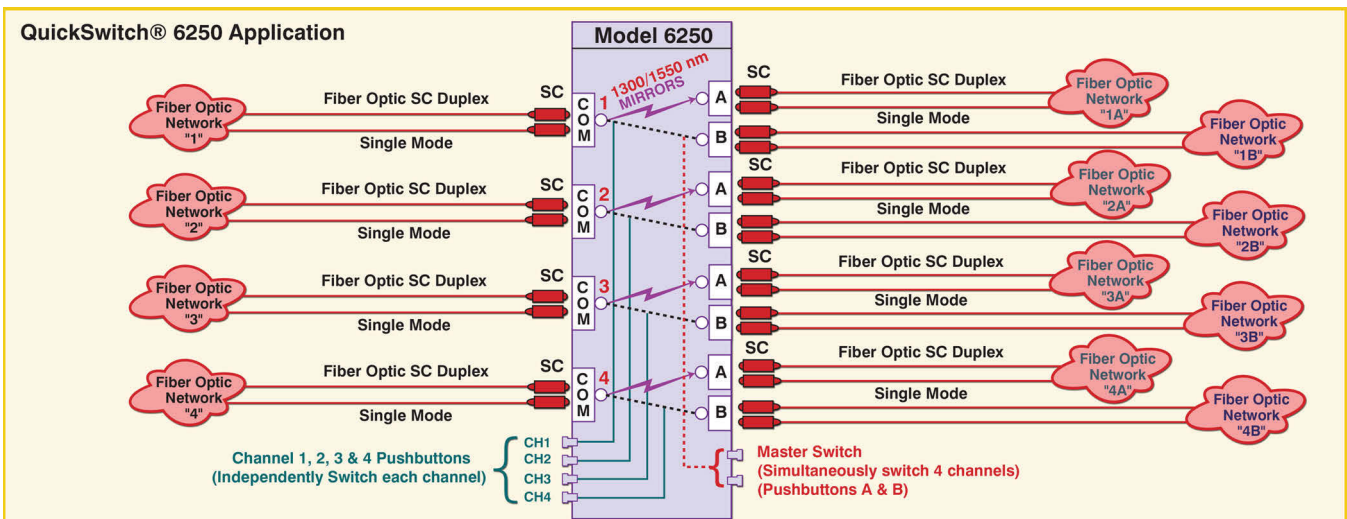 QuickSwitch® 6250 Application
Model 6250
1300/1550 nm
MIRRORS
Fiber Optic
Network
"1"
Fiber Optic SC Duplex
Single Mode
SC
COM
1
A
B
SC
Fiber Optic SC Duplex
Single Mode
Fiber Optic
Network
"1A"
Fiber Optic
Network
"1B"
Fiber Optic
Network
"2"
Fiber Optic SC Duplex
Single Mode
SC
COM
2
A
B
SC
Fiber Optic SC Duplex
Single Mode
Fiber Optic
Network
"2A"
Fiber Optic
Network
"2B"
Fiber Optic
Network
"3"
Fiber Optic SC Duplex
Single Mode
SC
COM
3
A
B
SC
Fiber Optic SC Duplex
Single Mode
Fiber Optic
Network
"3A"
Fiber Optic
Network
"3B"
Fiber Optic
Network
"4"
Fiber Optic SC Duplex
Single Mode
SC
COM
4
A
B
SC
Fiber Optic SC Duplex
Single Mode
Fiber Optic
Network
"4A"
Fiber Optic
Network
"4B"
Channel 1, 2, 3 & 4 Pushbuttons
(Independently Switch each channel)
CH1
CH2
CH3
CH4
Master Switch
(Simultaneously switch 4 channels)
(Pushbuttons A & B)